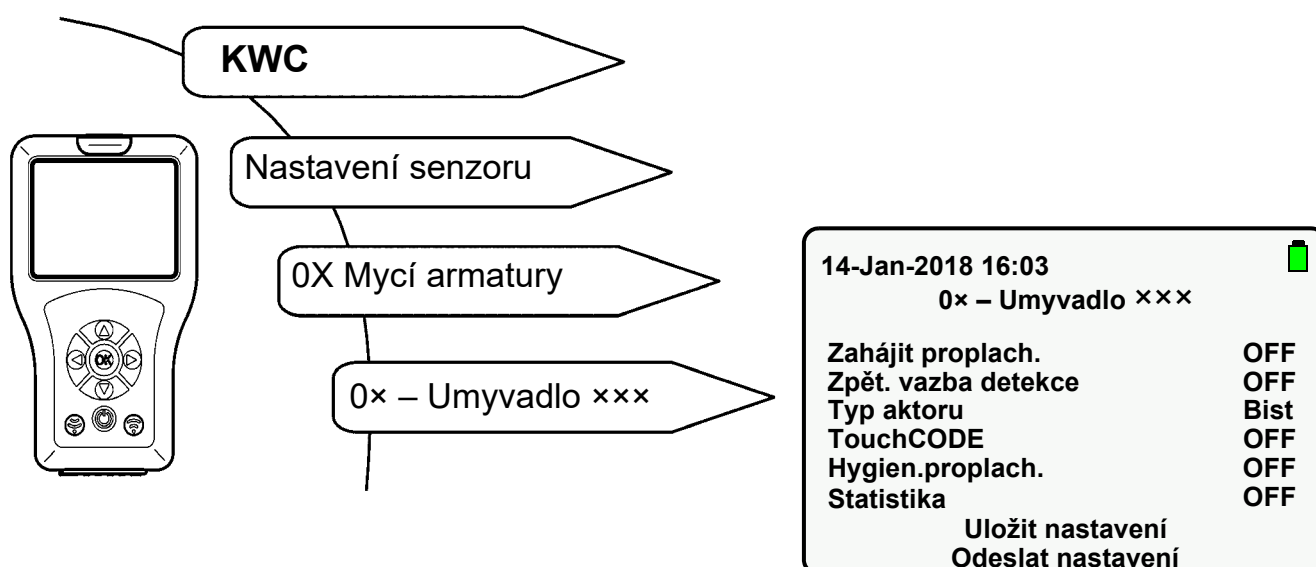 KWC
Nastavení senzoru
0X Mycí armatury
0× – Umyvadlo ×××
OK
14-Jan-2018 16:03
0× – Umyvadlo ×××
Zahájit proplach. OFF
Zpět. vazba detekce OFF
Typ aktoru Bist
TouchCODE OFF
Hygien.proplach. OFF
Statistika OFF
Uložit nastavení
Odeslat nastavení